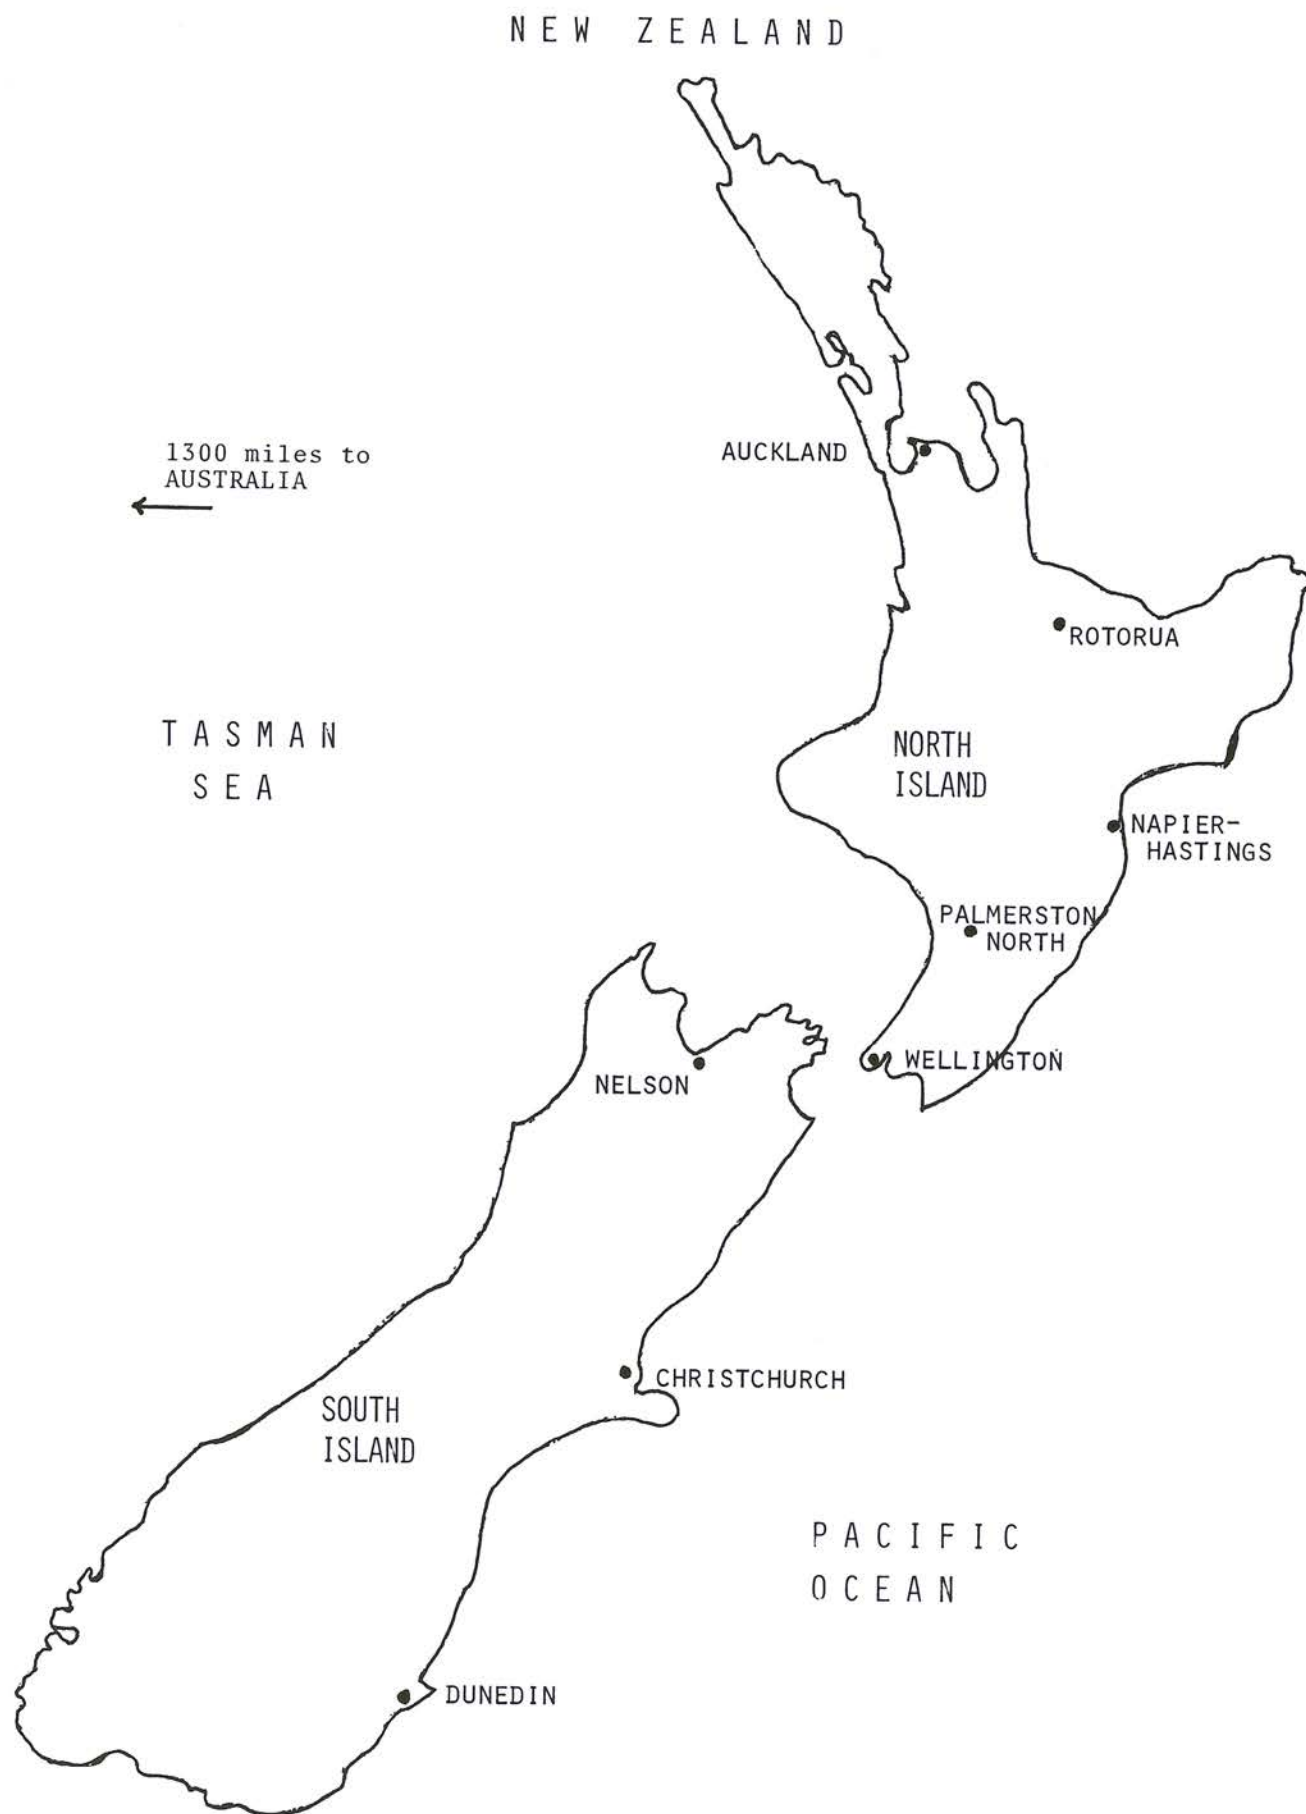 NEW ZEALAND
1300 miles to
AUSTRALIA
AUCKLAND
ROTORUA
TASMAN
SEA
NORTH
ISLAND
NAPIER-
HASTINGS
PALMERSTON
NORTH
WELLINGTON
NELSON
CHRISTCHURCH
SOUTH
ISLAND
PACIFIC
OCEAN
DUNEDIN